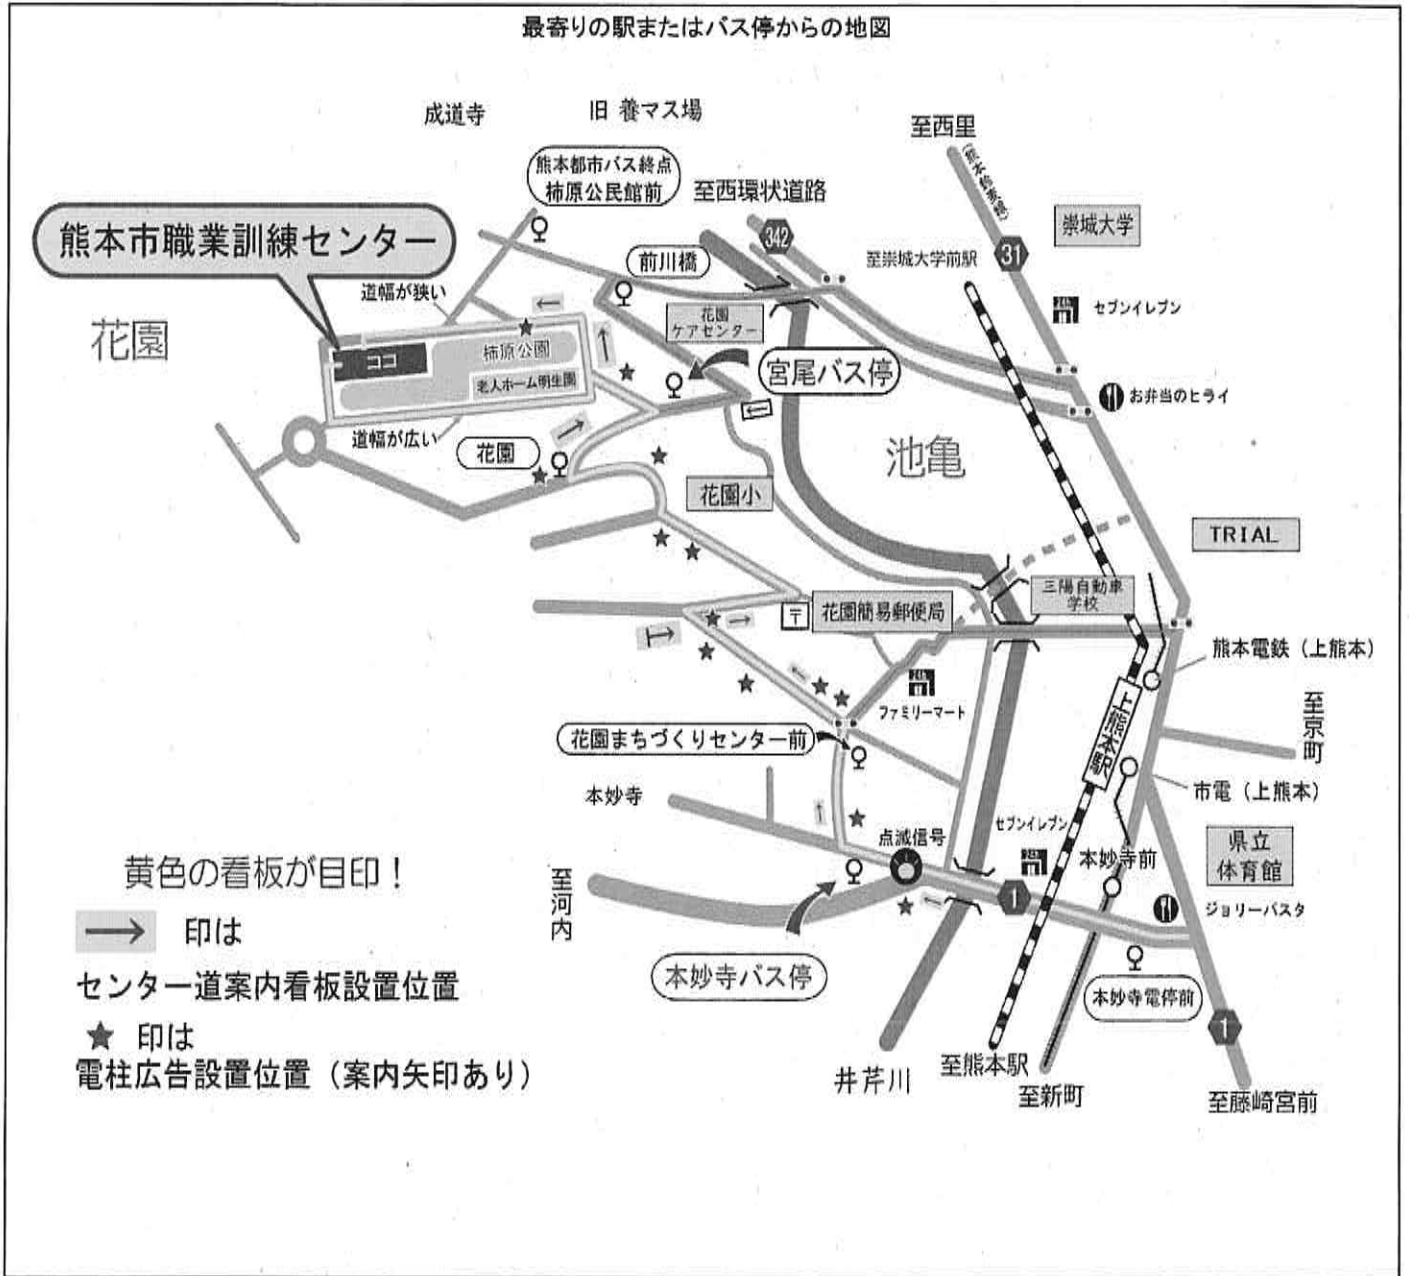 最寄りの駅またはバス停からの地図
成道寺
旧 養マス場
至西里
熊本都市バス終点
柿原公民館前
至西環状道路
342
崇城大学
熊本市職業訓練センター
前川橋
至崇城大学前駅
31
道幅が狭い
花園
ケアセンター
24h
セブンイレブン
花園
ココ
柿原公園
老人ホーム明生園
宮尾バス停
お弁当のヒライ
道幅が広い
花園
池亀
花園小
TRIAL
三陽自動車
学校
〒
花園簡易郵便局
熊本電鉄（上熊本）
24h
ファミリーマート
上熊本駅
至京町
花園まちづくりセンター前
市電（上熊本）
本妙寺
セブンイレブン
24h
点滅信号
本妙寺前
県立
体育館
黄色の看板が目印！
至河内
1
ジョリーパスタ
→ 印は
センター道案内看板設置位置
本妙寺バス停
本妙寺電停前
★ 印は
電柱広告設置位置（案内矢印あり）
1
井芹川
至熊本駅
至新町
至藤崎宮前